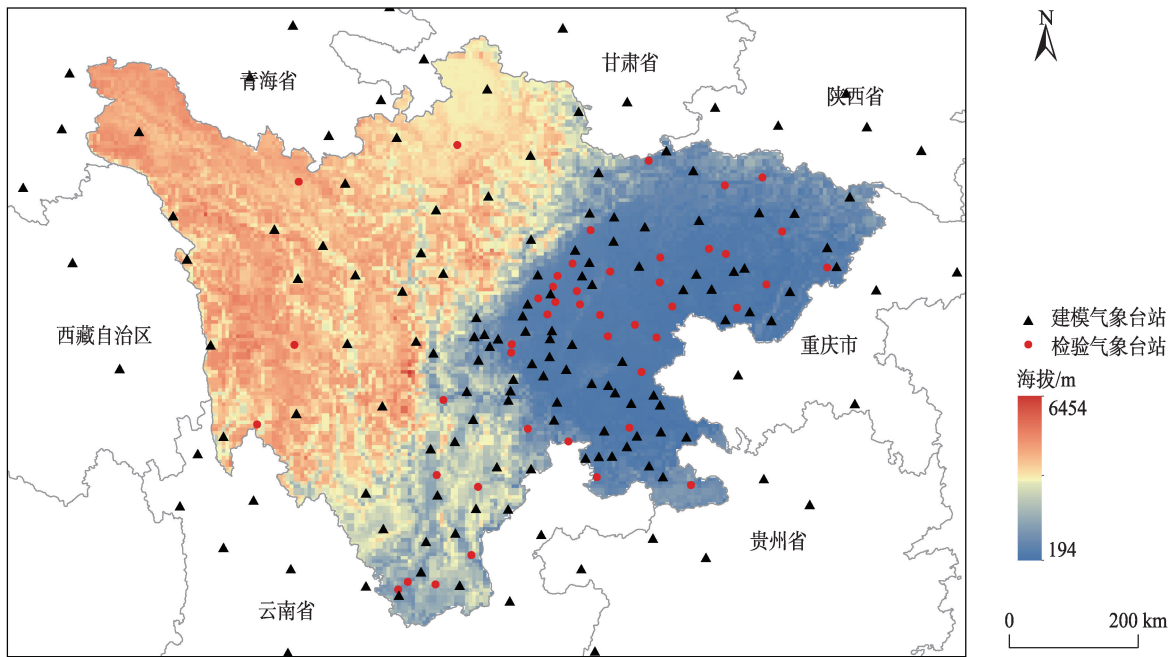 N
甘肃省
青海省
陕西省
西藏自治区
重庆市
贵州省
云南省
建模气象台站
检验气象台站
海拔/m
6454
194
0 200 km